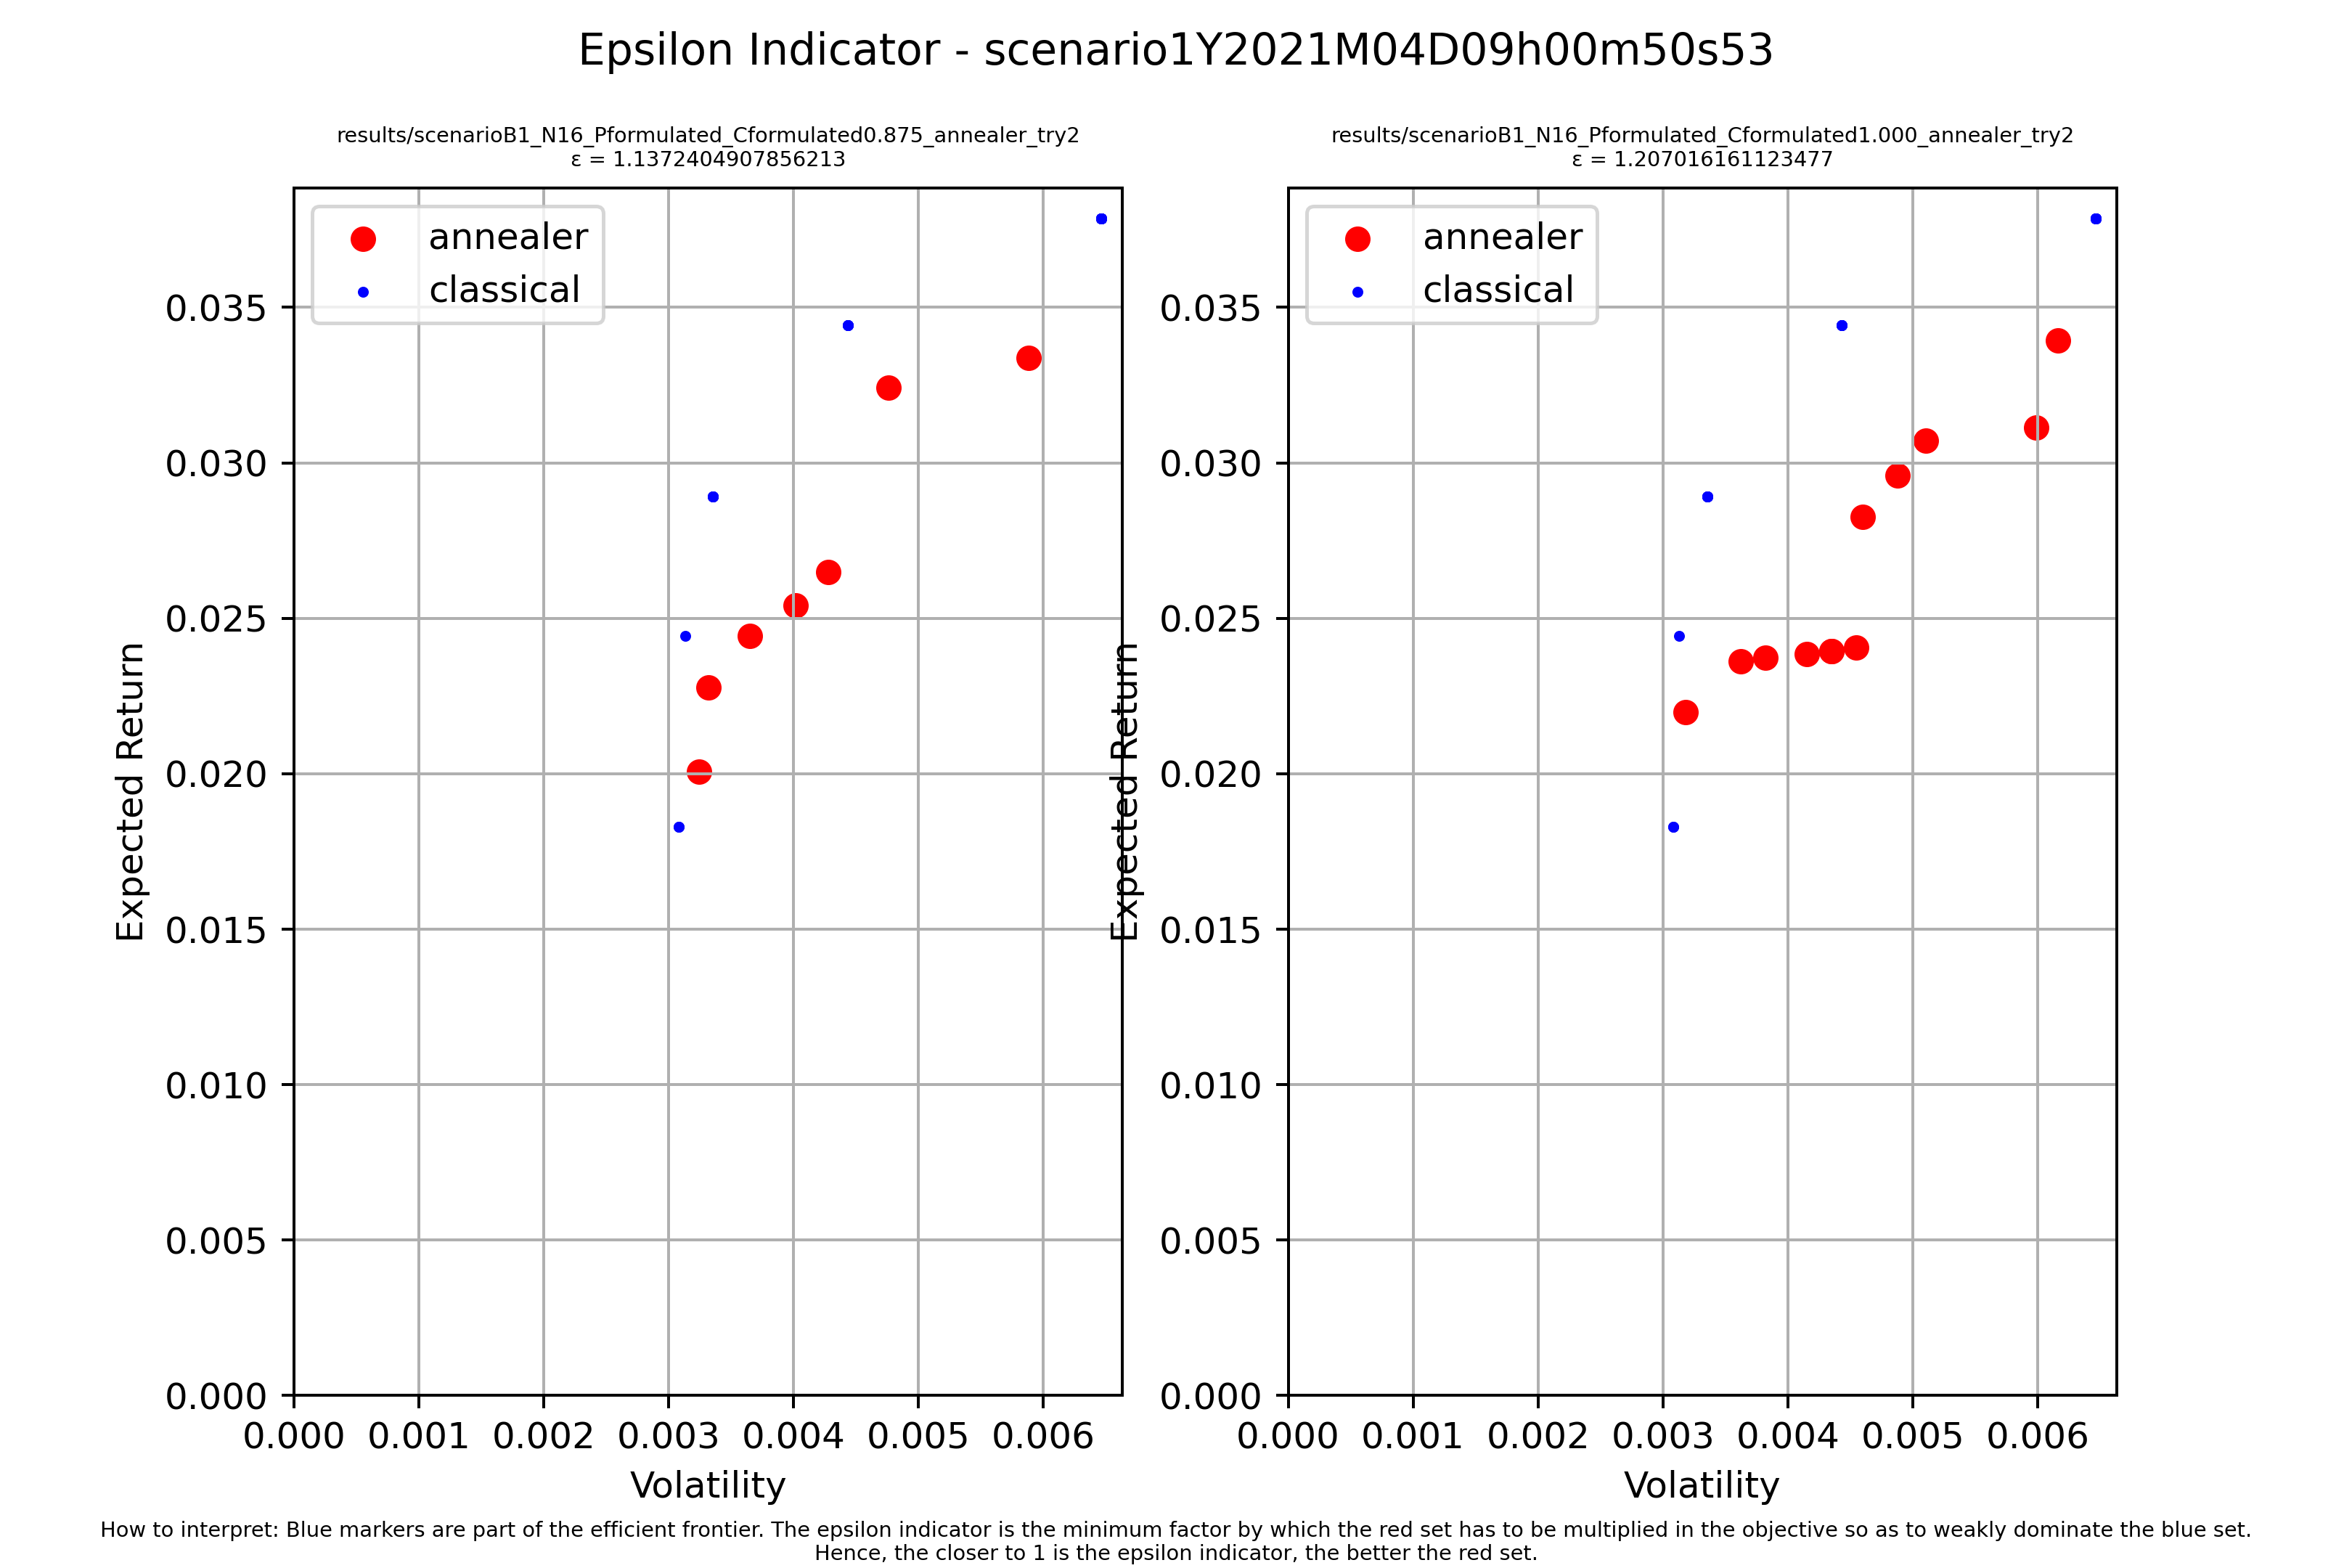 Epsilon Indicator - scenario1Y2021M04D09h00m50s53
results/scenarioB1_N16_Pformulated_Cformulated0.875_annealer_try2
ε = 1.1372404907856213
annealer
classical
0.035
0.030
0.025
0.020
0.015
0.010
0.005
0.000
Expected Return
0.000 0.001 0.002 0.003 0.004 0.005 0.006
Volatility
results/scenarioB1_N16_Pformulated_Cformulated1.000_annealer_try2
ε = 1.207016161123477
annealer
classical
0.035
0.030
0.025
0.020
0.015
0.010
0.005
0.000
Expected Return
0.000 0.001 0.002 0.003 0.004 0.005 0.006
Volatility
How to interpret: Blue markers are part of the efficient frontier. The epsilon indicator is the minimum factor by which the red set has to be multiplied in the objective so as to weakly dominate the blue set.
Hence, the closer to 1 is the epsilon indicator, the better the red set.